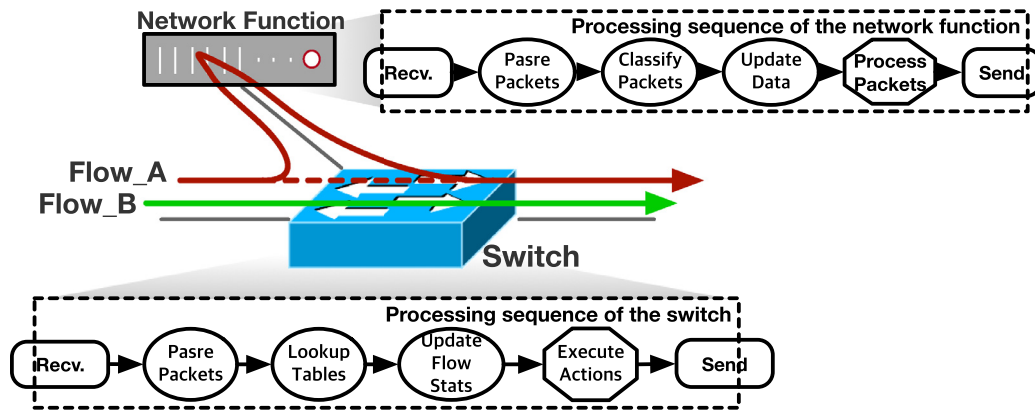 Network Function
Processing sequence of the network function
Recv.
Pasre
Packets
Classify
Packets
Update
Data
Process
Packets
Send
Flow_A
Flow_B
Switch
Processing sequence of the switch
Recv.
Pasre
Packets
Lookup
Tables
Update
Flow
Stats
Execute
Actions
Send